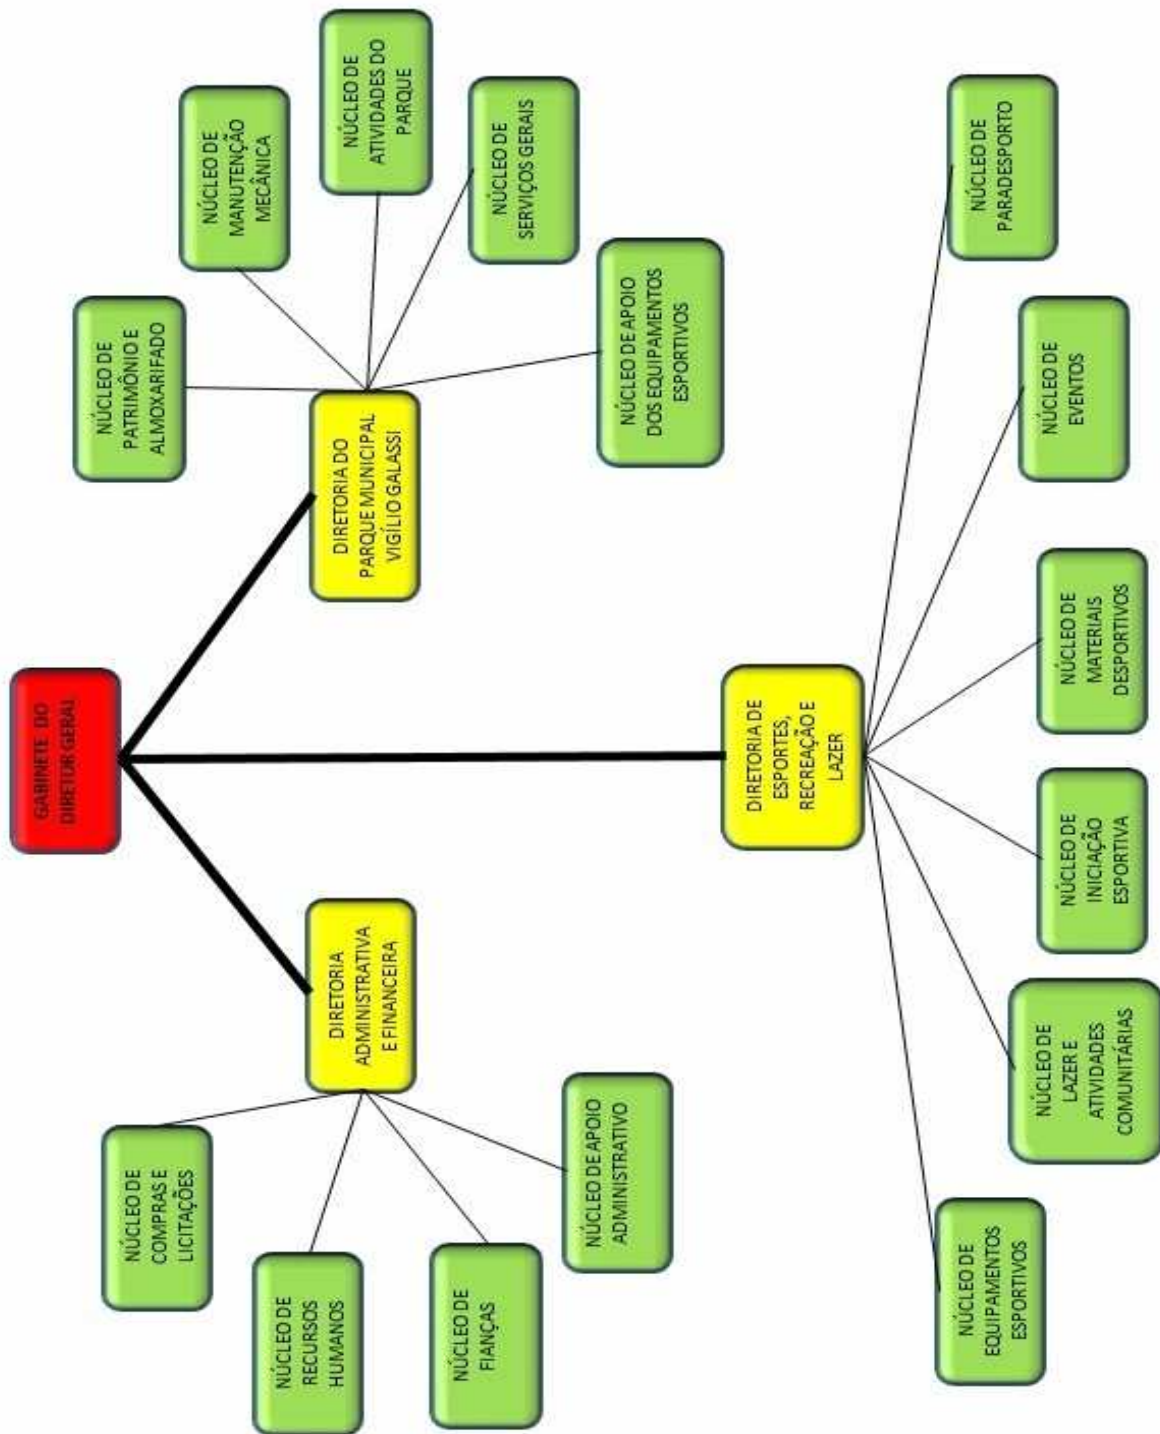 GABINETE DO
DIRETOR GERAL
DIRETORIA
ADMINISTRATIVA
E FINANCEIRA
NÚCLEO DE
COMPRAS E
LICITAÇÕES
NÚCLEO DE
RECURSOS
HUMANOS
NÚCLEO DE
FIANÇAS
NÚCLEO DE APOIO
ADMINISTRATIVO
DIRETORIA DO
PARQUE MUNICIPAL
VIGÍLIO GALASSI
NÚCLEO DE
PATRIMÔNIO E
ALMOXARIFADO
NÚCLEO DE
MANUTENÇÃO
MECÂNICA
NÚCLEO DE
ATIVIDADES DO
PARQUE
NÚCLEO DE
SERVIÇOS GERAIS
NÚCLEO DE APOIO
DOS EQUIPAMENTOS
ESPORTIVOS
DIRETORIA DE
ESPORTES,
RECREAÇÃO E
LAZER
NÚCLEO DE
EQUIPAMENTOS
ESPORTIVOS
NÚCLEO DE
LAZER E
ATIVIDADES
COMUNITÁRIAS
NÚCLEO DE
INICIAÇÃO
ESPORTIVA
NÚCLEO DE
MATERIAIS
DESPORTIVOS
NÚCLEO DE
EVENTOS
NÚCLEO DE
PARADESPORTO